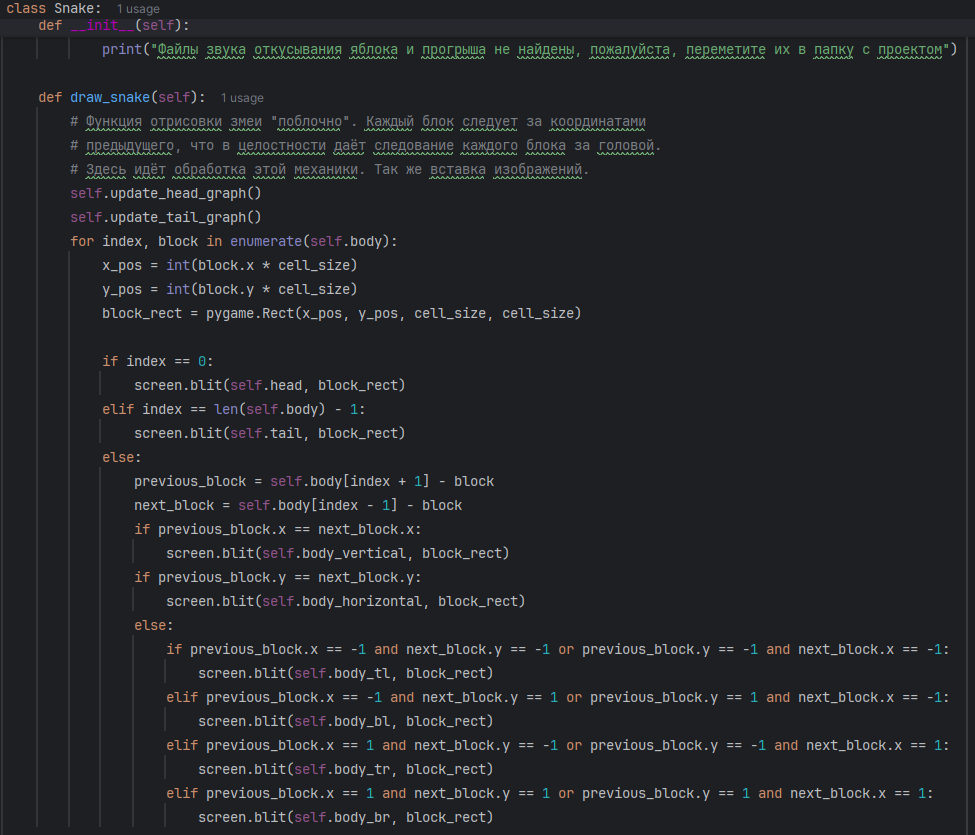 class Snake:  1 usage
    def __init__(self):
            print("Файлы звука откусывания яблока и прогрыша не найдены, пожалуйста, переметите их в папку с проектом")

    def draw_snake(self):  1 usage
        # Функция отрисовки змеи "поблочно". Каждый блок следует за координатами
        # предыдущего, что в целостности даёт следование каждого блока за головой.
        # Здесь идёт обработка этой механики. Так же вставка изображений.
        self.update_head_graph()
        self.update_tail_graph()
        for index, block in enumerate(self.body):
            x_pos = int(block.x * cell_size)
            y_pos = int(block.y * cell_size)
            block_rect = pygame.Rect(x_pos, y_pos, cell_size, cell_size)

            if index == 0:
                screen.blit(self.head, block_rect)
            elif index == len(self.body) - 1:
                screen.blit(self.tail, block_rect)
            else:
                previous_block = self.body[index + 1] - block
                next_block = self.body[index - 1] - block
                if previous_block.x == next_block.x:
                    screen.blit(self.body_vertical, block_rect)
                if previous_block.y == next_block.y:
                    screen.blit(self.body_horizontal, block_rect)
                else:
                    if previous_block.x == -1 and next_block.y == -1 or previous_block.y == -1 and next_block.x == -1:
                        screen.blit(self.body_tl, block_rect)
                    elif previous_block.x == -1 and next_block.y == 1 or previous_block.y == 1 and next_block.x == -1:
                        screen.blit(self.body_bl, block_rect)
                    elif previous_block.x == 1 and next_block.y == -1 or previous_block.y == -1 and next_block.x == 1:
                        screen.blit(self.body_tr, block_rect)
                    elif previous_block.x == 1 and next_block.y == 1 or previous_block.y == 1 and next_block.x == 1:
                        screen.blit(self.body_br, block_rect)